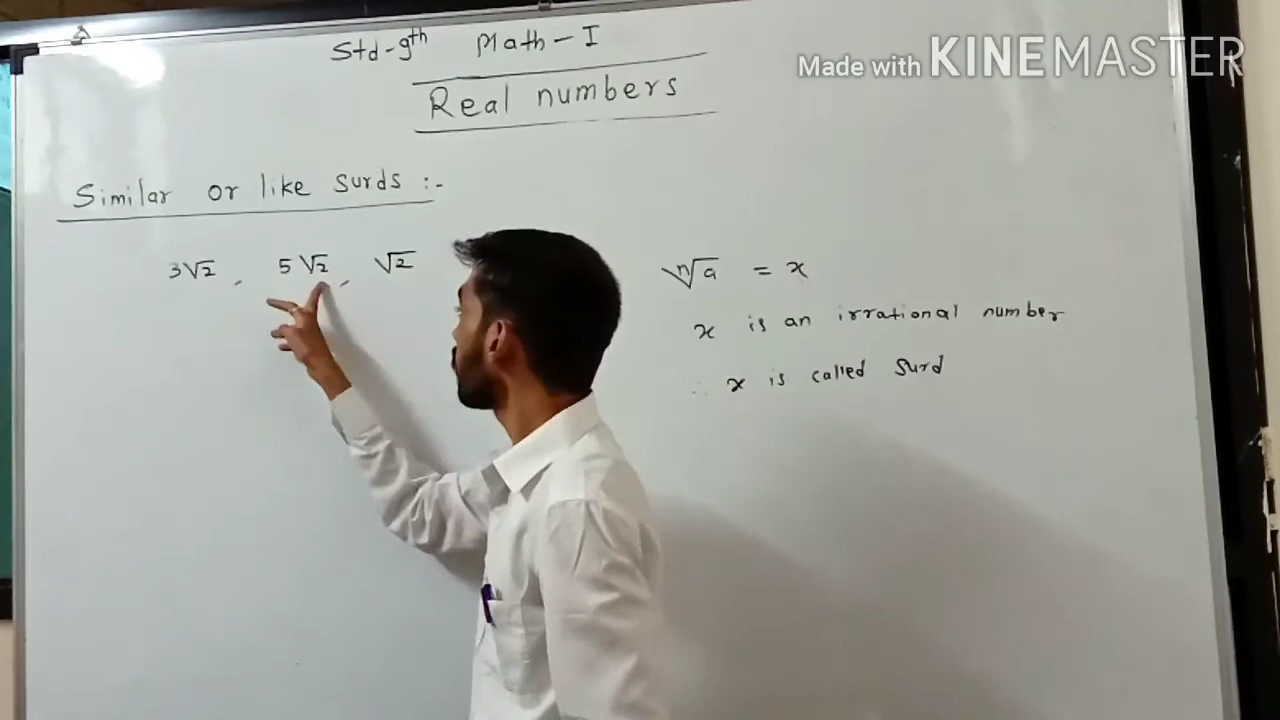 Std-9th Math-I
Made with KINEMASTER
Real numbers
Similar or like surds :-
3√2 , 5√2 , √2
ⁿ√a = x
x is an irrational number
∴ x is called surd